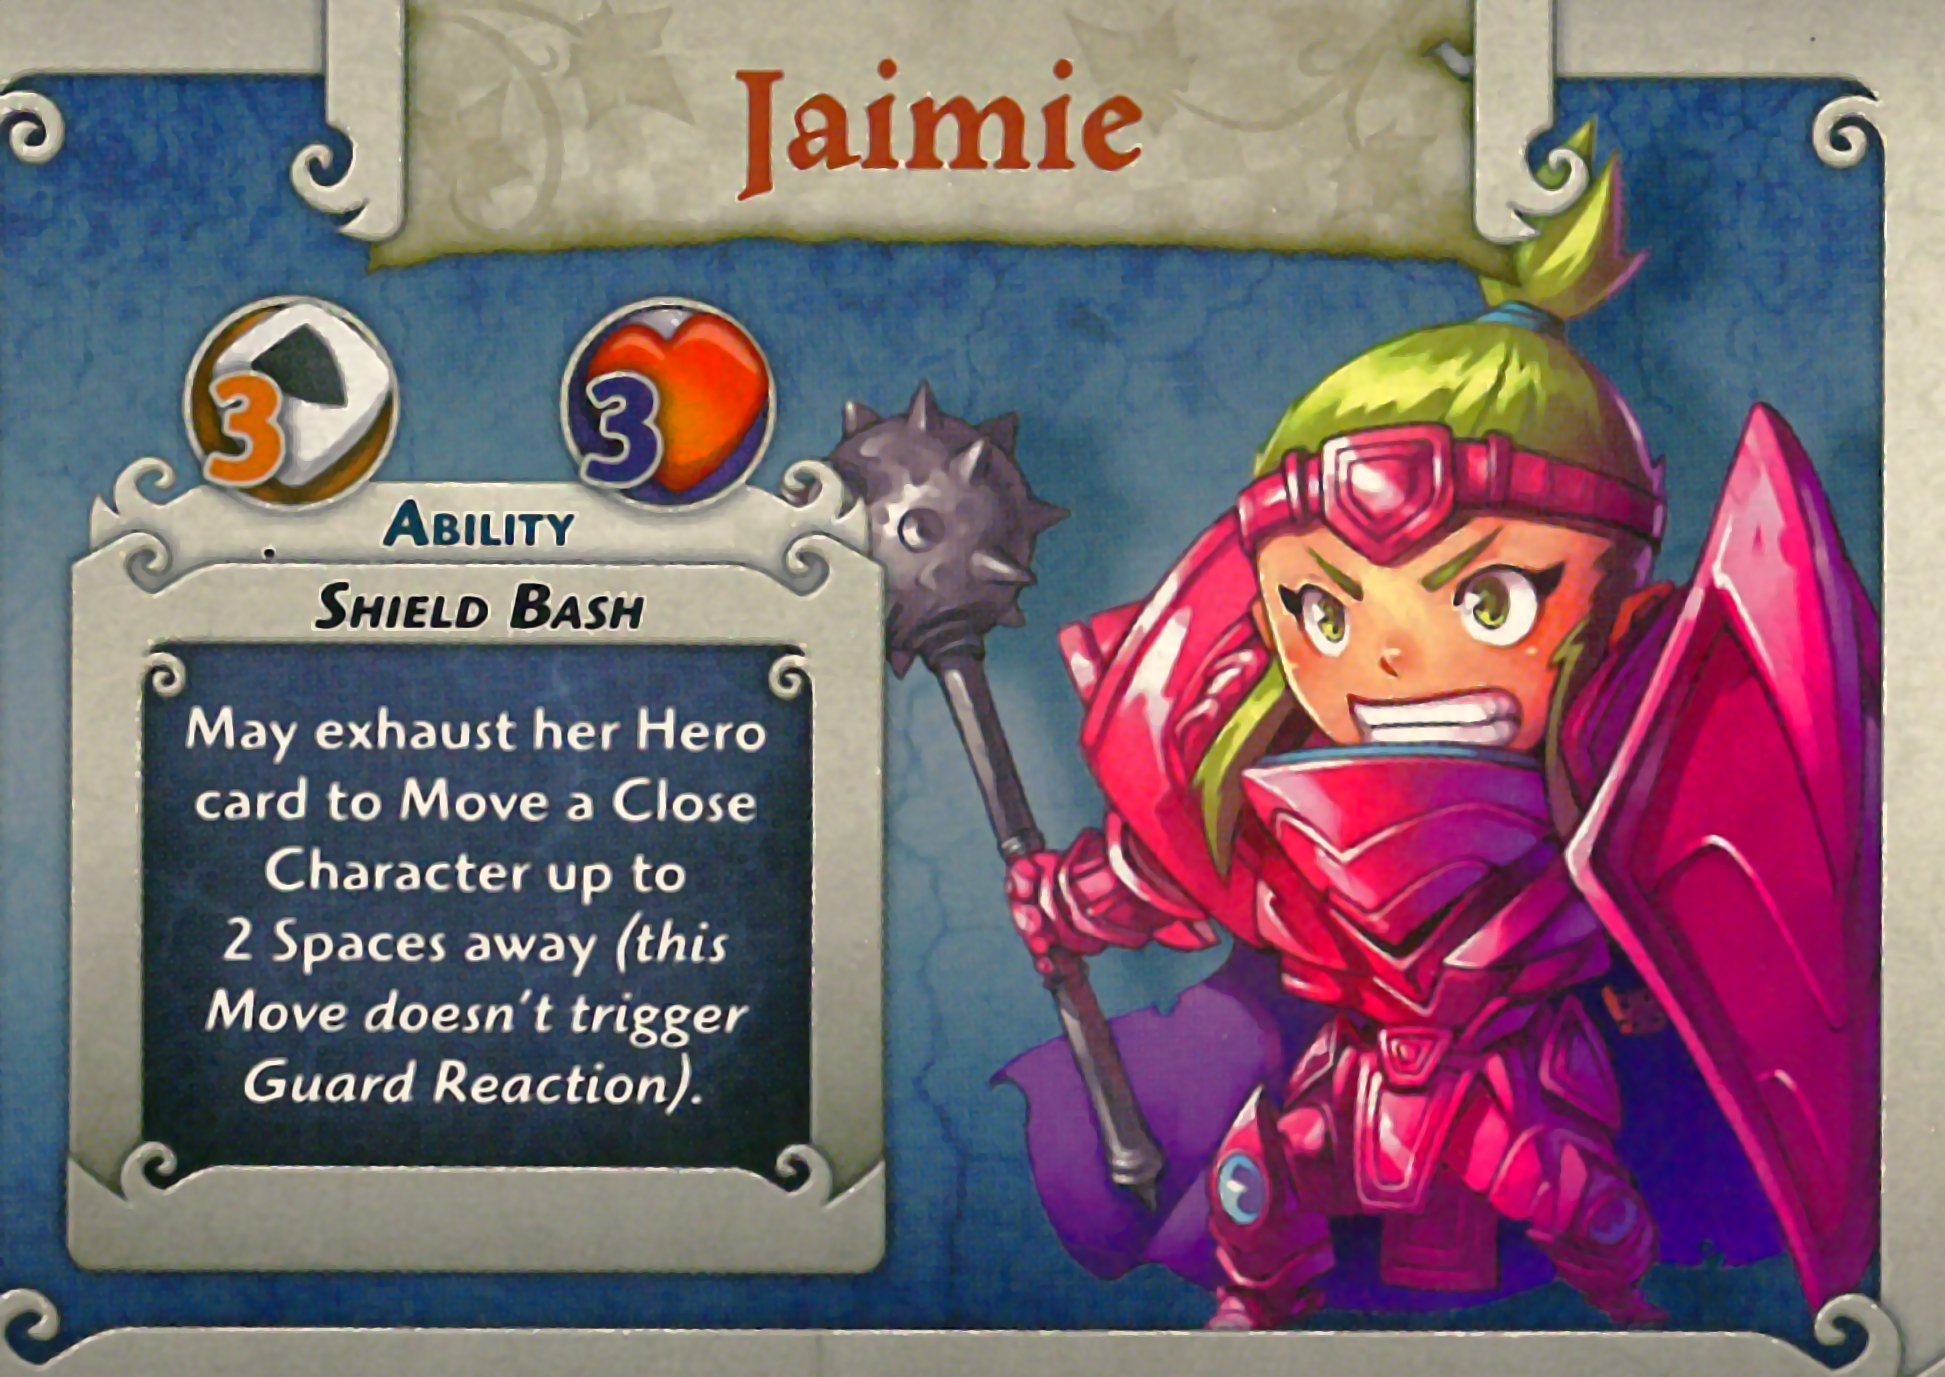 Jaimie
3
3
ABILITY
SHIELD BASH
May exhaust her Hero
card to Move a Close
Character up to
2 Spaces away (this
Move doesn't trigger
Guard Reaction).